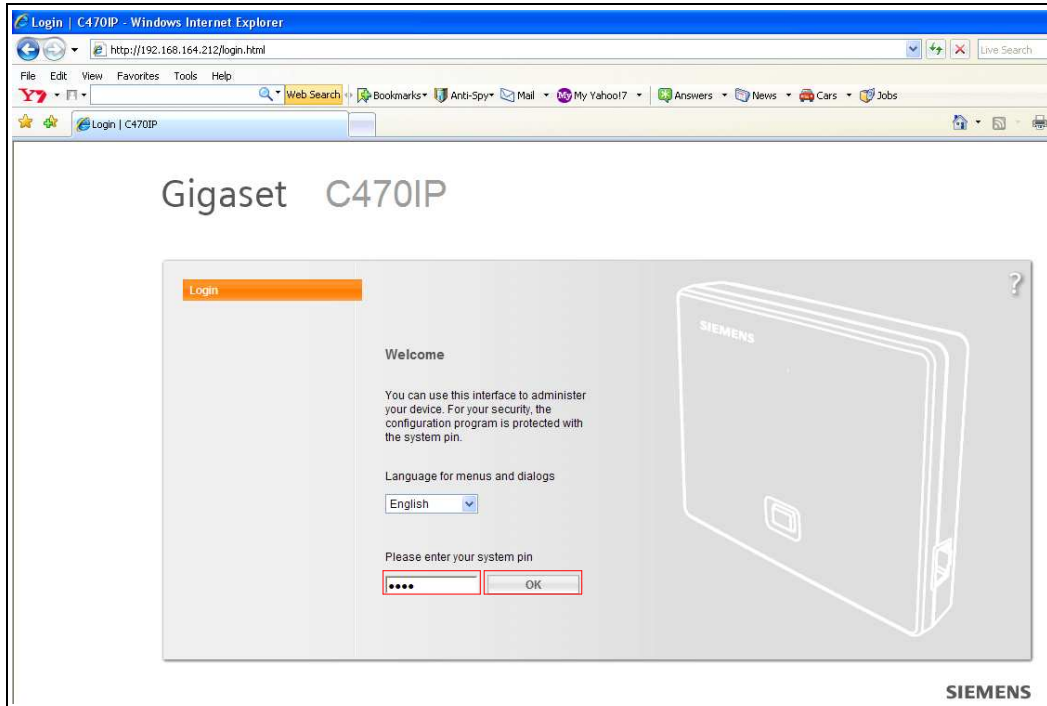 Login | C470IP - Windows Internet Explorer
http://192.168.164.212/login.html
Live Search
File Edit View Favorites Tools Help
Y7 Web Search Bookmarks Anti-Spy Mail My My Yahoo!7 Answers News Cars Jobs
Login | C470IP
Gigaset C470IP
Login
?
SIEMENS
Welcome
You can use this interface to administer
your device. For your security, the
configuration program is protected with
the system pin.
Language for menus and dialogs
English
Please enter your system pin
•••• OK
SIEMENS